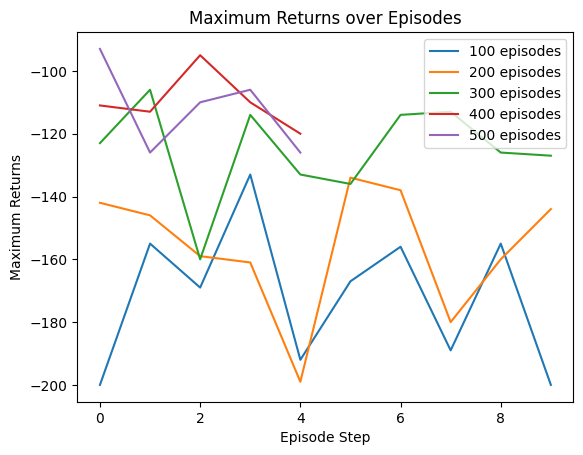 Maximum Returns over Episodes
100 episodes
200 episodes
300 episodes
400 episodes
500 episodes
Maximum Returns
−100
−120
−140
−160
−180
−200
0
2
4
6
8
Episode Step